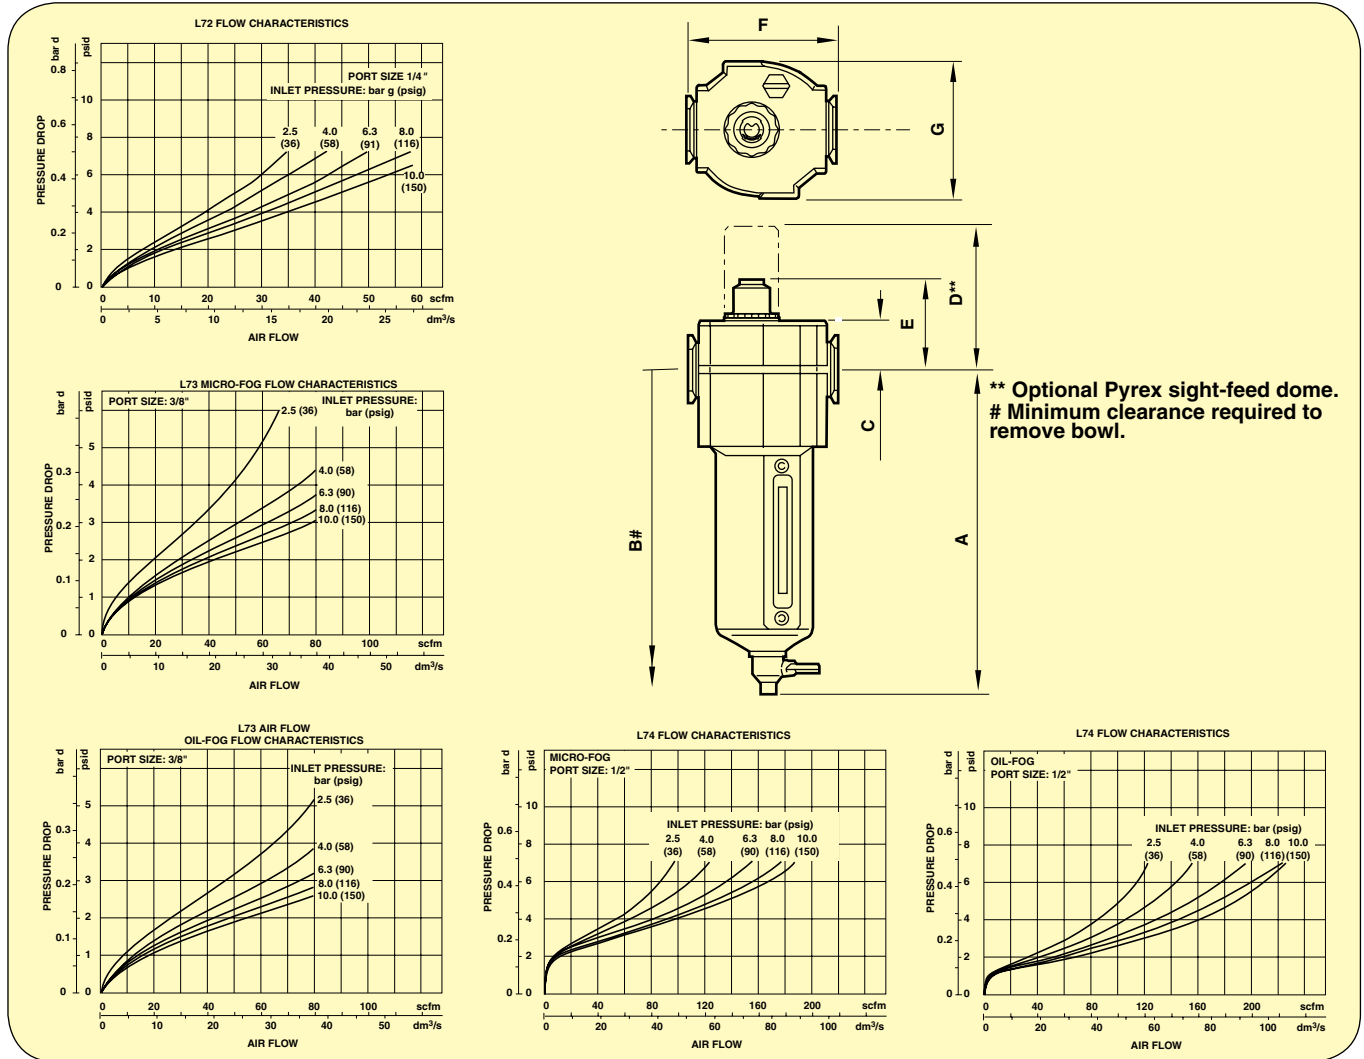 L72 FLOW CHARACTERISTICS
bar d
psid
PORT SIZE 1/4"
INLET PRESSURE: bar g (psig)
PRESSURE DROP
0.8
0.6
0.4
0.2
0
10
8
6
4
2
0
2.5 4.0 6.3 8.0
(36) (58) (91) (116)
10.0
(150)
0 10 20 30 40 50 60 scfm
0 5 10 15 20 25 dm³/s
AIR FLOW
F
G
D**
E
C
B#
A
** Optional Pyrex sight-feed dome.
# Minimum clearance required to
remove bowl.
L73 MICRO-FOG FLOW CHARACTERISTICS
bar d
psid
PORT SIZE: 3/8"
INLET PRESSURE:
bar (psig)
PRESSURE DROP
0.3
0.2
0.1
0
5
4
3
2
1
0
2.5 (36)
4.0 (58)
6.3 (90)
8.0 (116)
10.0 (150)
0 20 40 60 80 100 scfm
0 10 20 30 40 50 dm³/s
AIR FLOW
L73 AIR FLOW
OIL-FOG FLOW CHARACTERISTICS
bar d
psid
PORT SIZE: 3/8"
INLET PRESSURE:
bar (psig)
PRESSURE DROP
0.3
0.2
0.1
0
5
4
3
2
1
0
2.5 (36)
4.0 (58)
6.3 (90)
8.0 (116)
10.0 (150)
0 20 40 60 80 100 scfm
0 10 20 30 40 50 dm³/s
AIR FLOW
L74 FLOW CHARACTERISTICS
bar d
psid
MICRO-FOG
PORT SIZE: 1/2"
INLET PRESSURE: bar (psig)
2.5 4.0 6.3 8.0 10.0
(36) (58) (90) (116) (150)
PRESSURE DROP
0.6
0.4
0.2
0
10
8
6
4
2
0
0 40 80 120 160 200 scfm
0 20 40 60 80 100 dm³/s
AIR FLOW
L74 FLOW CHARACTERISTICS
bar d
psid
OIL-FOG
PORT SIZE: 1/2"
INLET PRESSURE: bar (psig)
2.5 4.0 6.3 8.0 10.0
(36) (58) (90) (116) (150)
PRESSURE DROP
0.8
0.6
0.4
0.2
0
10
8
6
4
2
0
0 40 80 120 160 200 scfm
0 20 40 60 80 100 dm³/s
AIR FLOW